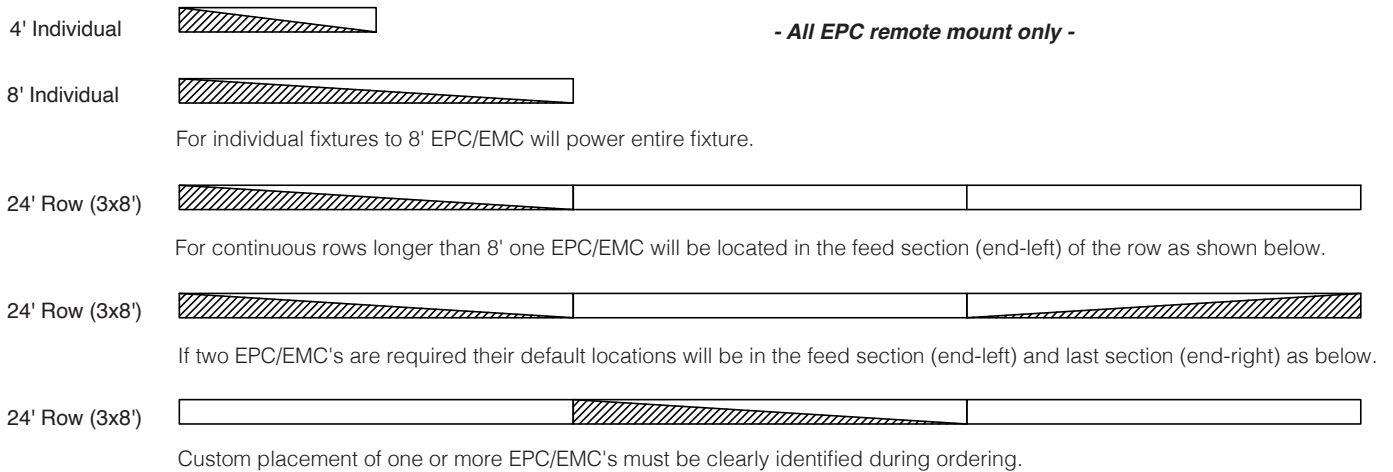 4' Individual
- All EPC remote mount only -
8' Individual
For individual fixtures to 8' EPC/EMC will power entire fixture.
24' Row (3x8')
For continuous rows longer than 8' one EPC/EMC will be located in the feed section (end-left) of the row as shown below.
24' Row (3x8')
If two EPC/EMC's are required their default locations will be in the feed section (end-left) and last section (end-right) as below.
24' Row (3x8')
Custom placement of one or more EPC/EMC's must be clearly identified during ordering.